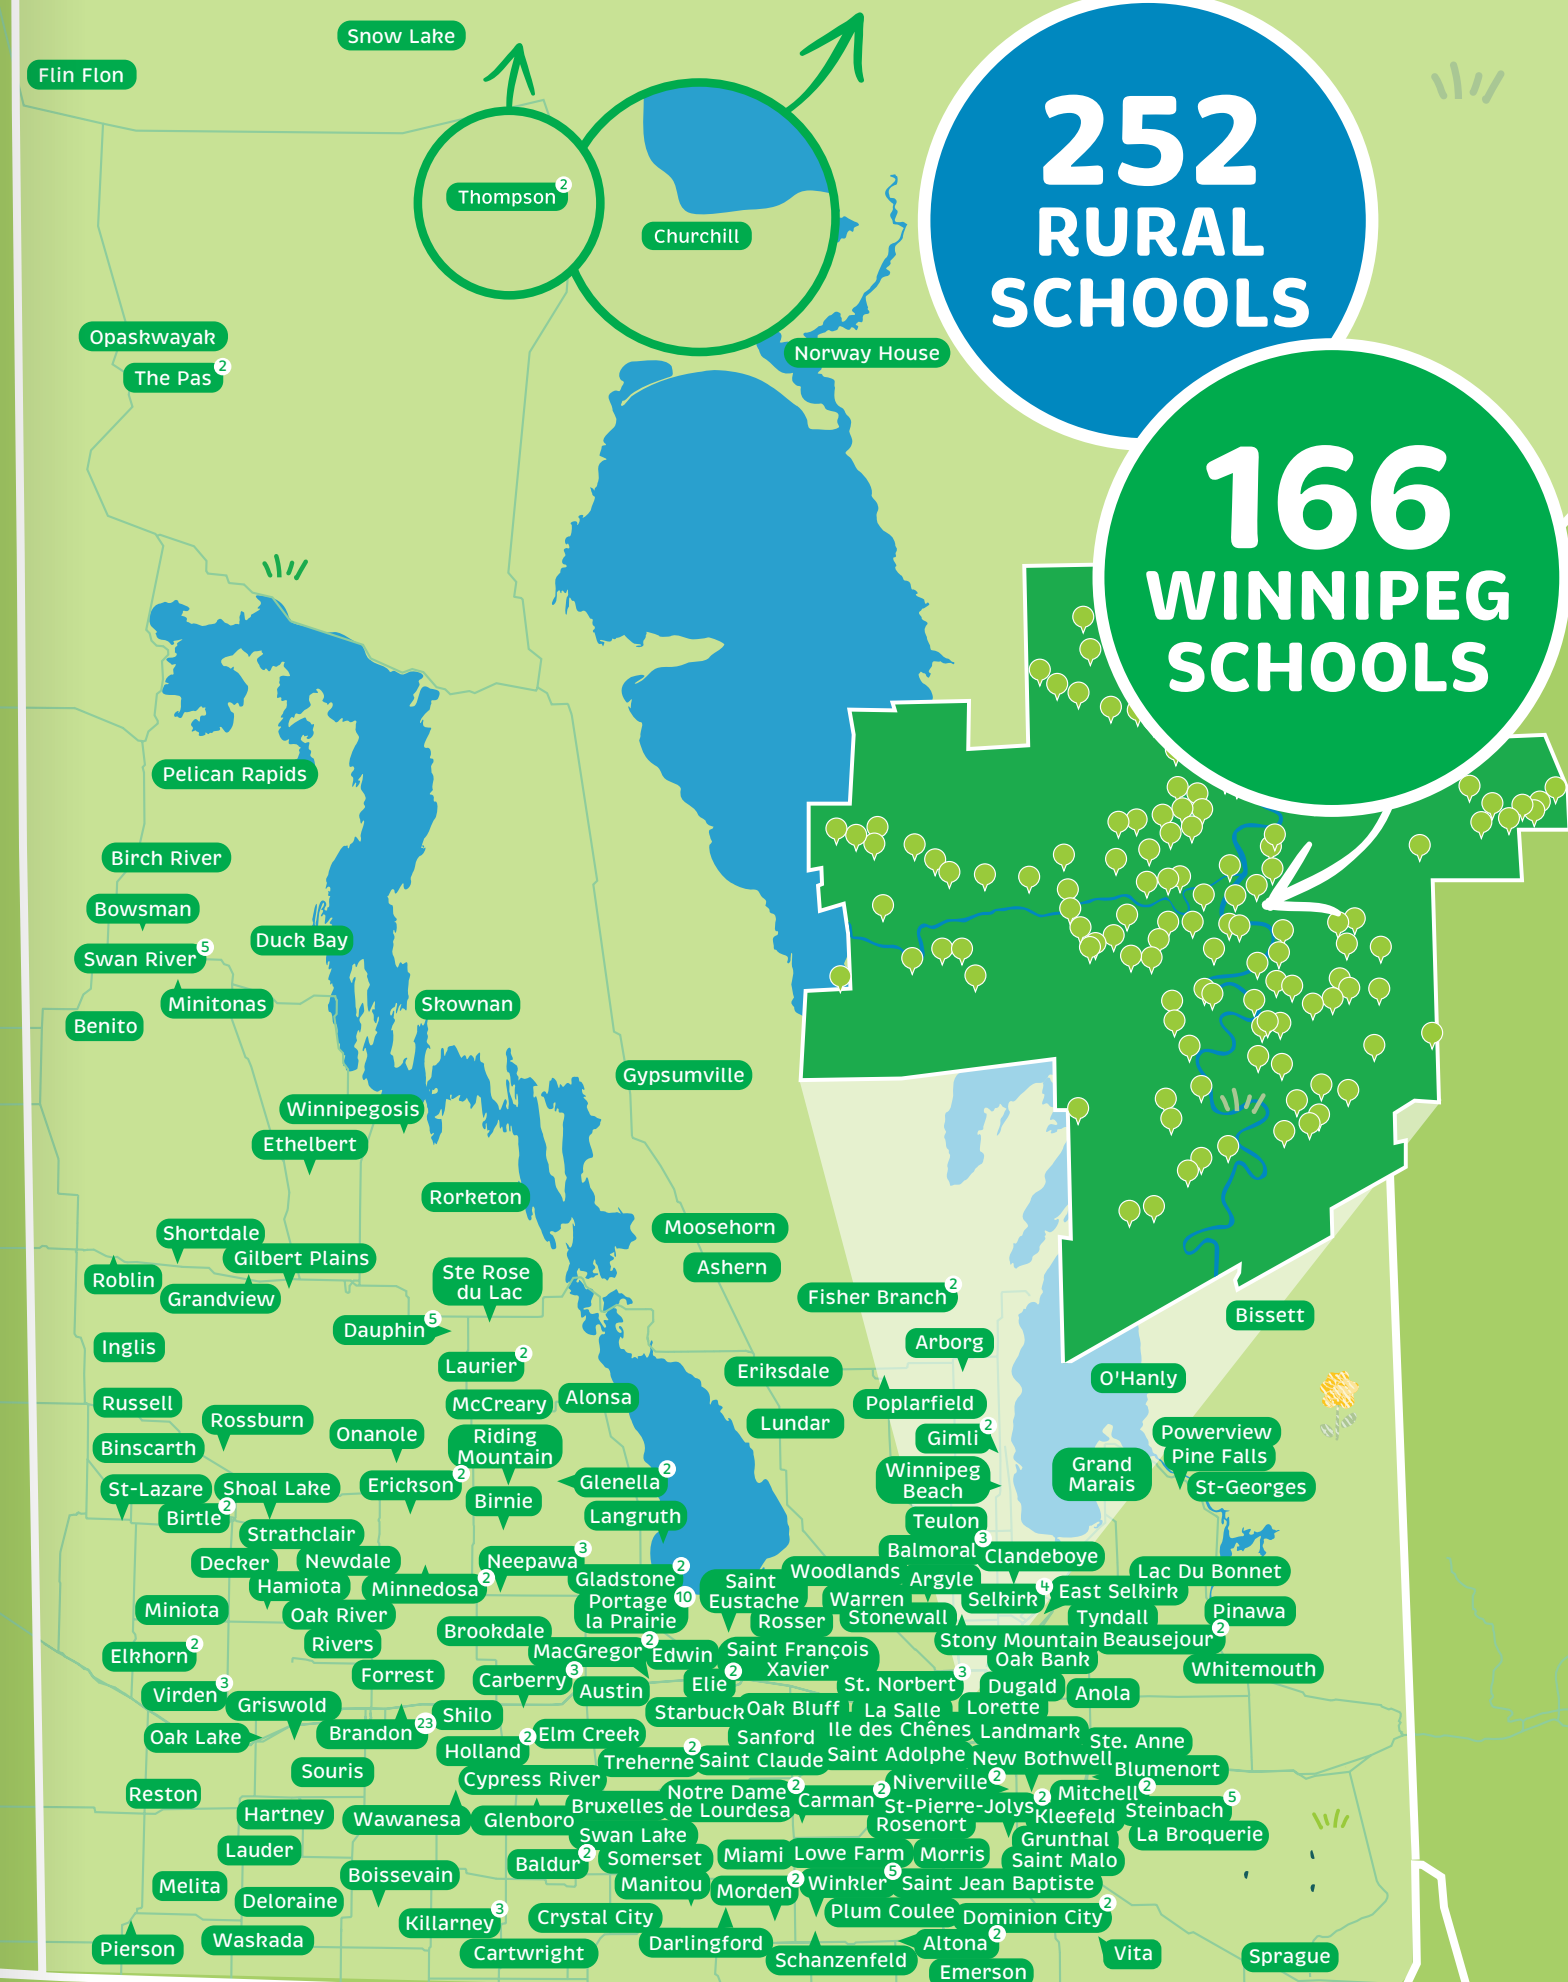 Snow Lake
Flin Flon
252
RURAL
SCHOOLS
Thompson 2
Churchill
Opaskwayak
The Pas 2
Norway House
166
WINNIPEG
SCHOOLS
Pelican Rapids
Birch River
Bowsman
Duck Bay
Swan River 5
Minitonas
Skownan
Benito
Gypsumville
Winnipegosis
Ethelbert
Rorketon
Moosehorn
Shortdale
Gilbert Plains
Ashern
Roblin
Grandview
Ste Rose
du Lac
Fisher Branch 2
Bissett
Dauphin 5
Arborg
Inglis
Laurier 2
Eriksdale
O'Hanly
Russell
McCreary
Alonsa
Poplarfield
Rossburn
Lundar
Onanole
Gimli 2
Powerview
Binscarth
Riding
Mountain
Pine Falls
Winnipeg
Beach
Grand
Marais
St-Lazare
Shoal Lake
Erickson 2
Glenella 2
St-Georges
Birnie
Birtle 2
Langruth
Teulon
Strathclair
Balmoral 3
Clandeboye
Decker
Newdale
Neepawa 3
Gladstone 2
Woodlands
Argyle
Lac Du Bonnet
Hamiota
Minnedosa 2
Saint
Eustache
Warren
Selkirk 4
East Selkirk
Miniota
Oak River
Portage
la Prairie 10
Rosser
Stonewall
Tyndall
Pinawa
Rivers
Brookdale
Stony Mountain
Beausejour 2
Elkhorn 2
MacGregor 2
Edwin
Saint François
Xavier
Oak Bank
Whitemouth
Forrest
Carberry 3
Austin
Elie 2
St. Norbert 3
Dugald
Anola
Virden 3
Griswold
Shilo
Starbuck
Oak Bluff
La Salle
Lorette
Oak Lake
Brandon 23
Elm Creek
Sanford
Ile des Chênes
Landmark
Ste. Anne
Holland 2
Treherne 2
Saint Claude
Saint Adolphe
New Bothwell
Blumenort
Souris
Cypress River
Reston
Notre Dame
de Lourdesa 2
Carman 2
Niverville 2
Mitchell 2
Hartney
Wawanesa
Glenboro
Bruxelles
St-Pierre-Jolys 2
Kleefeld
Steinbach 5
Rosenort
Swan Lake
Grunthal
La Broquerie
Lauder
Baldur 2
Somerset
Miami
Lowe Farm
Morris
Saint Malo
Melita
Boissevain
Manitou
Morden 2
Winkler 5
Saint Jean Baptiste
Deloraine
Killarney 3
Crystal City
Plum Coulee
Dominion City 2
Pierson
Waskada
Cartwright
Darlingford
Schanzenfeld
Altona 2
Vita
Sprague
Emerson